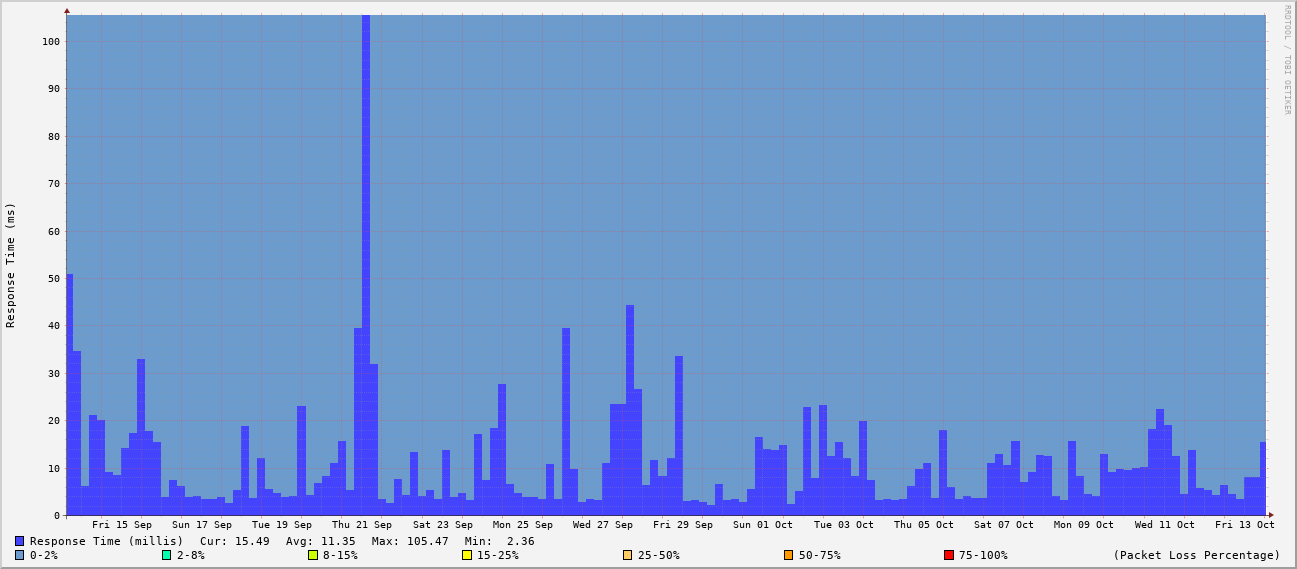 RRDTOOL / TOBI OETIKER
Response Time (ms)
100
90
80
70
60
50
40
30
20
10
0
Fri 15 Sep Sun 17 Sep Tue 19 Sep Thu 21 Sep Sat 23 Sep Mon 25 Sep Wed 27 Sep Fri 29 Sep Sun 01 Oct Tue 03 Oct Thu 05 Oct Sat 07 Oct Mon 09 Oct Wed 11 Oct Fri 13 Oct
Response Time (millis) Cur: 15.49 Avg: 11.35 Max: 105.47 Min: 2.36
0-2% 2-8% 8-15% 15-25% 25-50% 50-75% 75-100% (Packet Loss Percentage)